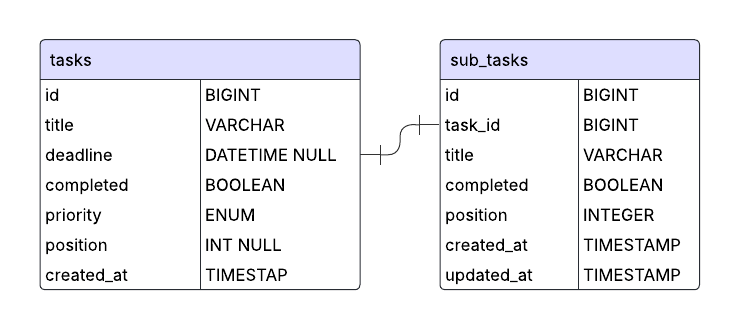 tasks
id BIGINT
title VARCHAR
deadline DATETIME NULL
completed BOOLEAN
priority ENUM
position INT NULL
created_at TIMESTAP
sub_tasks
id BIGINT
task_id BIGINT
title VARCHAR
completed BOOLEAN
position INTEGER
created_at TIMESTAMP
updated_at TIMESTAMP